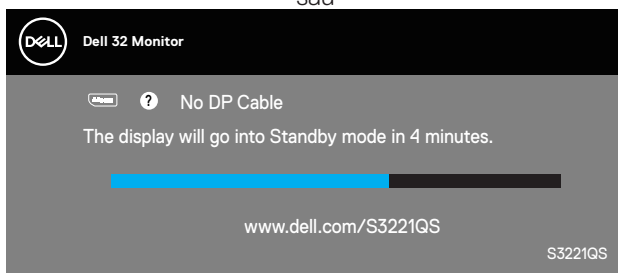 sau
DELL Dell 32 Monitor
? No DP Cable
The display will go into Standby mode in 4 minutes.
www.dell.com/S3221QS
S3221QS